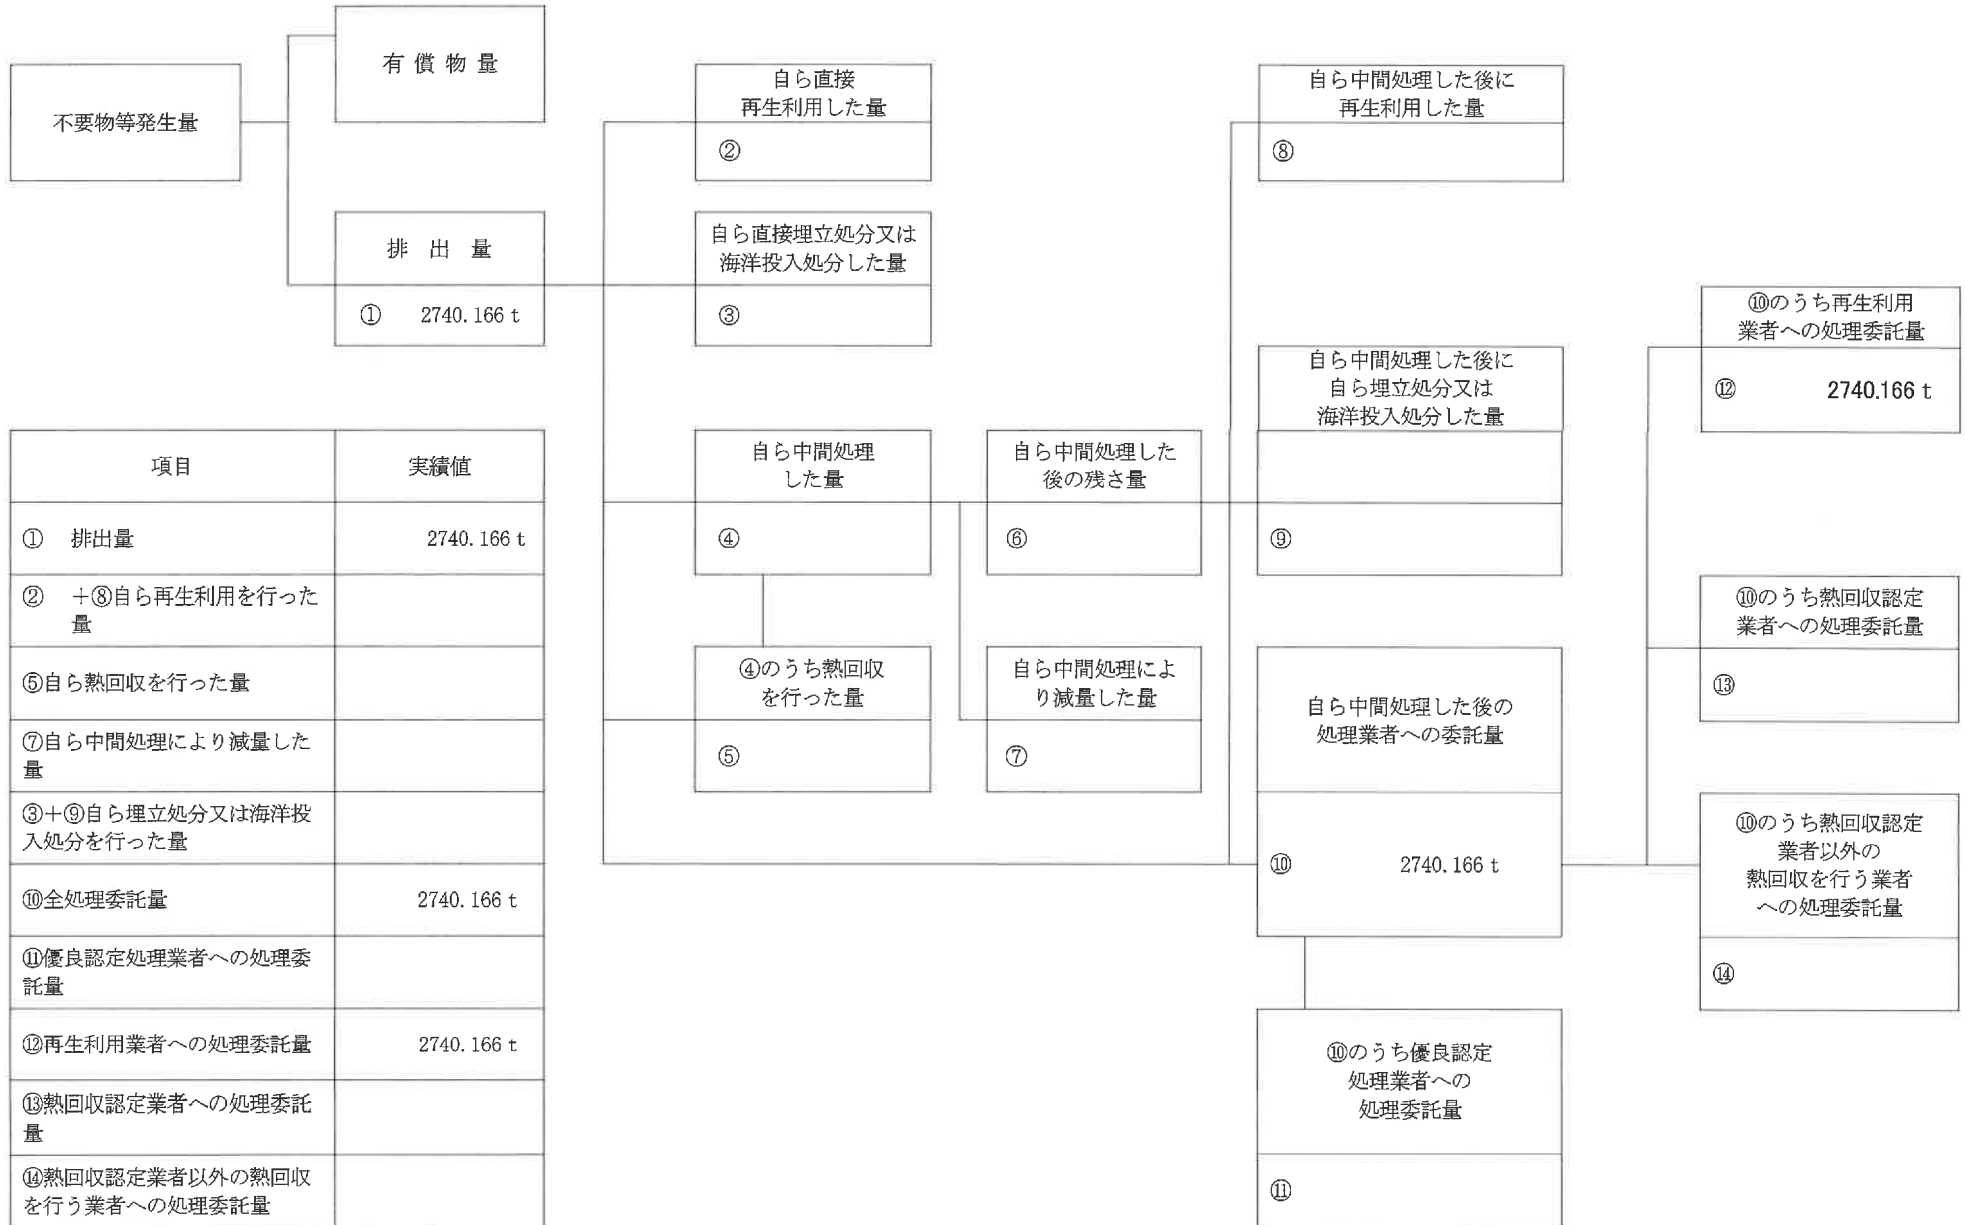 有償物量
不要物等発生量
排出量
① 2740.166 t
自ら直接
再生利用した量
②
自ら直接埋立処分又は
海洋投入処分した量
③
自ら中間処理した後に
再生利用した量
⑧
自ら中間処理した後に
自ら埋立処分又は
海洋投入処分した量
⑨
⑩のうち再生利用
業者への処理委託量
⑫ 2740.166 t
自ら中間処理
した量
④
自ら中間処理した
後の残さ量
⑥
④のうち熱回収
を行った量
⑤
自ら中間処理によ
り減量した量
⑦
自ら中間処理した後の
処理業者への委託量
⑩ 2740.166 t
⑩のうち熱回収認定
業者への処理委託量
⑬
⑩のうち熱回収認定
業者以外の
熱回収を行う業者
への処理委託量
⑭
⑩のうち優良認定
処理業者への
処理委託量
⑪
項目 実績値
① 排出量 2740.166 t
② +⑧自ら再生利用を行った
量
⑤自ら熱回収を行った量
⑦自ら中間処理により減量した
量
③+⑨自ら埋立処分又は海洋投
入処分を行った量
⑩全処理委託量 2740.166 t
⑪優良認定処理業者への処理委
託量
⑫再生利用業者への処理委託量 2740.166 t
⑬熱回収認定業者への処理委託
量
⑭熱回収認定業者以外の熱回収
を行う業者への処理委託量